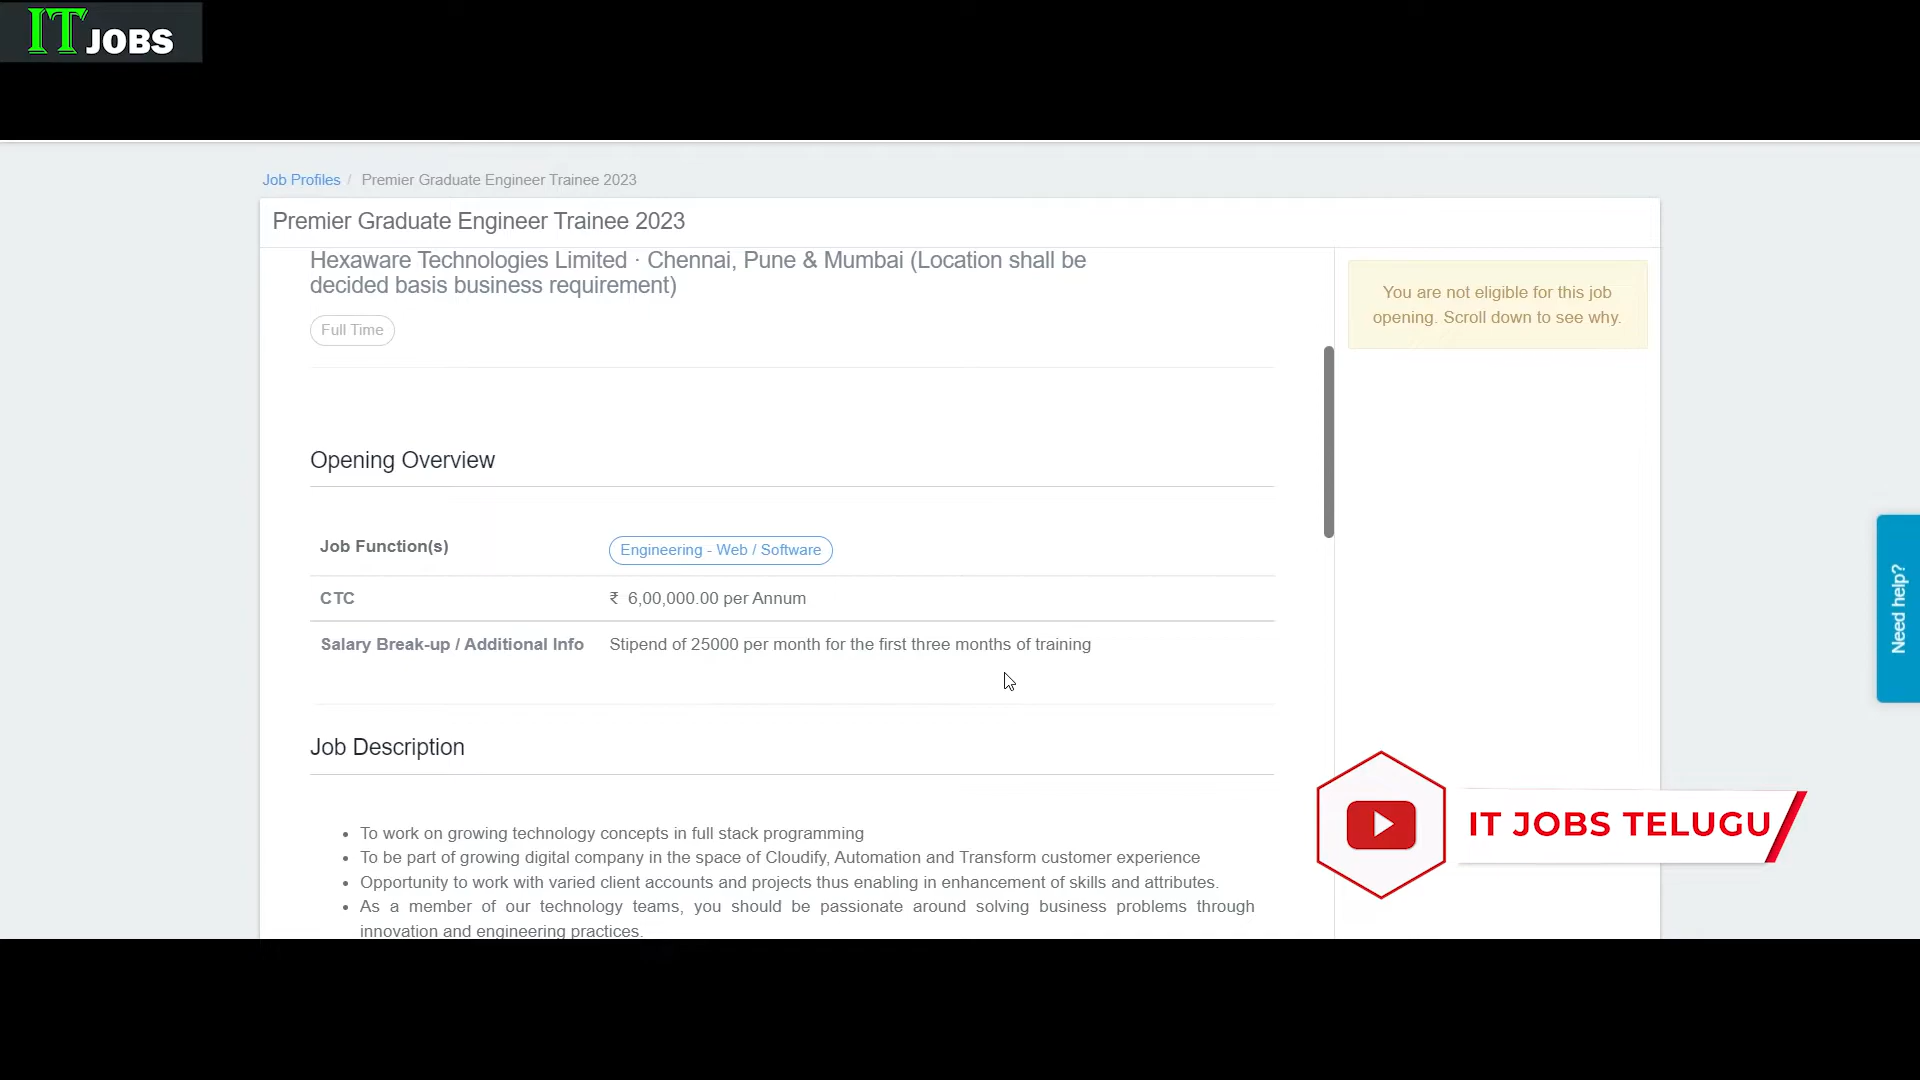 IT JOBS
Job Profiles / Premier Graduate Engineer Trainee 2023
Premier Graduate Engineer Trainee 2023
Hexaware Technologies Limited · Chennai, Pune & Mumbai (Location shall be
decided basis business requirement)
Full Time
You are not eligible for this job
opening. Scroll down to see why.
Opening Overview
Job Function(s) Engineering - Web / Software
CTC ₹ 6,00,000.00 per Annum
Salary Break-up / Additional Info Stipend of 25000 per month for the first three months of training
Need help?
Job Description
• To work on growing technology concepts in full stack programming
• To be part of growing digital company in the space of Cloudify, Automation and Transform customer experience
• Opportunity to work with varied client accounts and projects thus enabling in enhancement of skills and attributes.
• As a member of our technology teams, you should be passionate around solving business problems through
innovation and engineering practices.
IT JOBS TELUGU